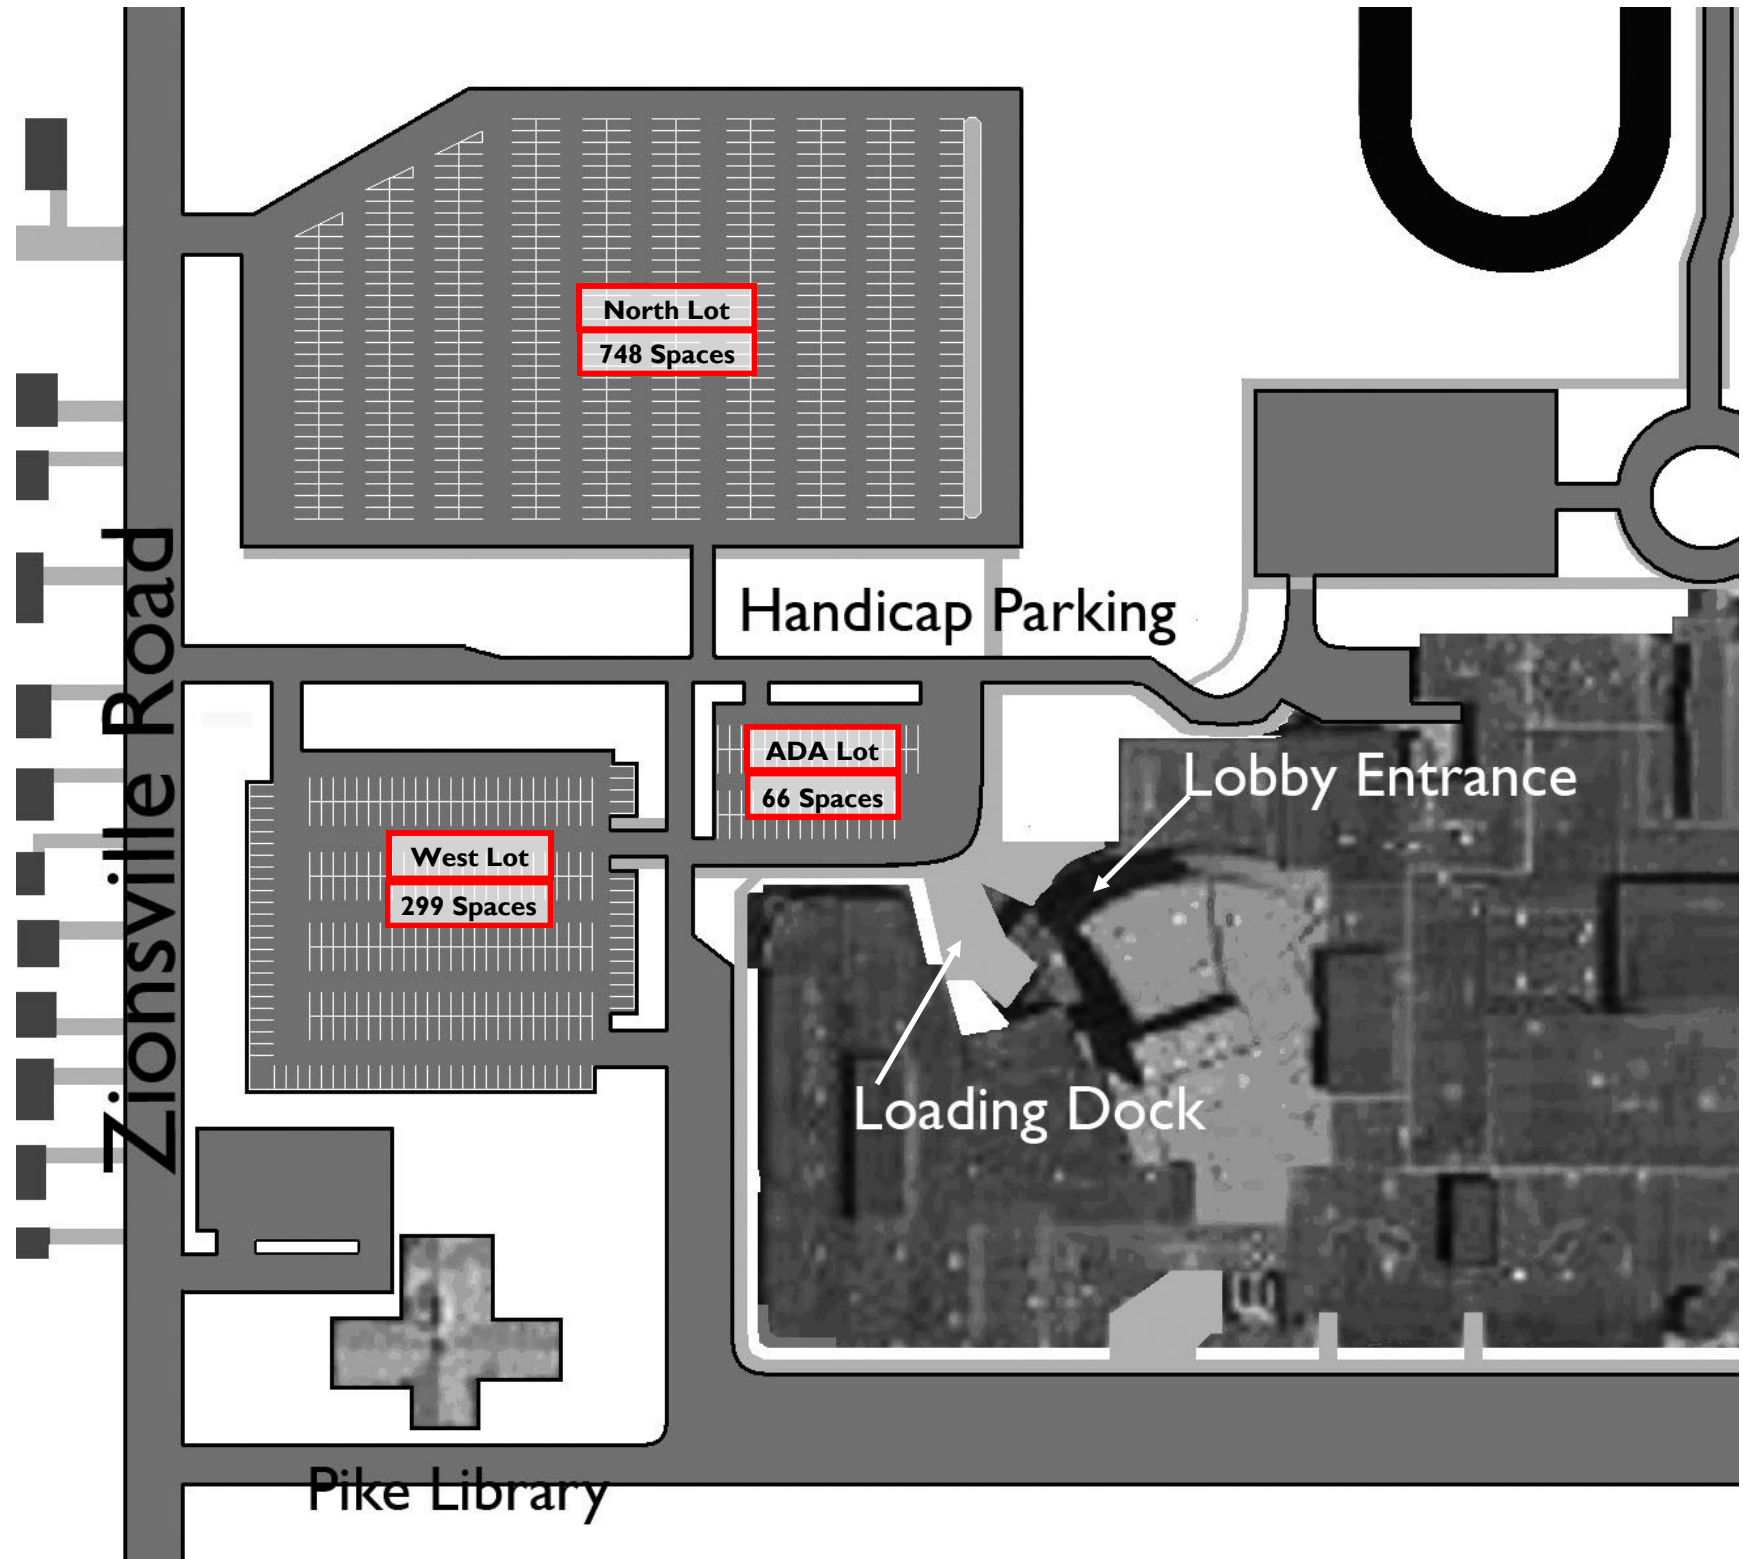 North Lot
748 Spaces
Handicap Parking
Zionsville Road
ADA Lot
66 Spaces
Lobby Entrance
West Lot
299 Spaces
Loading Dock
Pike Library